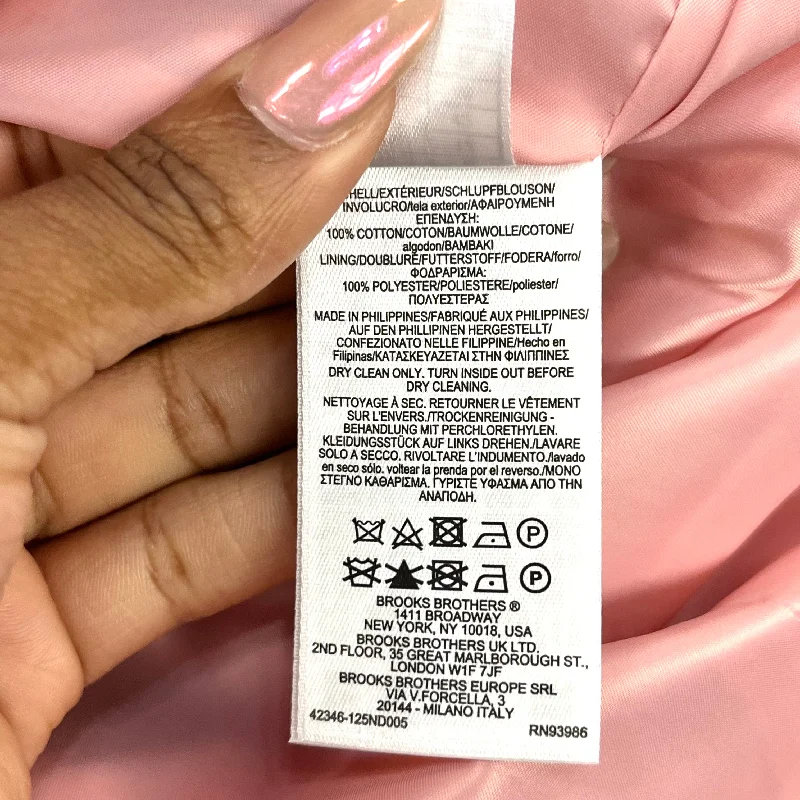 HELL/EXTÉRIEUR/SCHLUPFBLOUSON/
INVOLUCRO/tela exterior/ΑΦΑΙΡΟΥΜΕΝΗ
ΕΠΕΝΔΥΣΗ:
100% COTTON/COTON/BAUMWOLLE/COTONE/
algodon/BAMBAKI
LINING/DOUBLURE/FUTTERSTOFF/FODERA/forro/
ΦΟΔΡΑΡΙΣΜΑ:
100% POLYESTER/POLIESTERE/poliester/
ΠΟΛΥΕΣΤΕΡΑΣ
MADE IN PHILIPPINES/FABRIQUÉ AUX PHILIPPINES/
AUF DEN PHILLIPINEN HERGESTELLT/
CONFEZIONATO NELLE FILIPPINE/Hecho en
Filipinas/ΚΑΤΑΣΚΕΥΑΖΕΤΑΙ ΣΤΗΝ ΦΙΛΙΠΠΙΝΕΣ
DRY CLEAN ONLY. TURN INSIDE OUT BEFORE
DRY CLEANING.
NETTOYAGE À SEC. RETOURNER LE VÊTEMENT
SUR L'ENVERS./TROCKENREINIGUNG -
BEHANDLUNG MIT PERCHLORETHYLEN.
KLEIDUNGSSTÜCK AUF LINKS DREHEN./LAVARE
SOLO A SECCO. RIVOLTARE L'INDUMENTO./lavado
en seco sólo. voltear la prenda por el reverso./ΜΟΝΟ
ΣΤΕΓΝΟ ΚΑΘΑΡΙΣΜΑ. ΓΥΡΙΣΤΕ ΥΦΑΣΜΑ ΑΠΟ ΤΗΝ
ΑΝΑΠΟΔΗ.
P
P
BROOKS BROTHERS ®
1411 BROADWAY
NEW YORK, NY 10018, USA
BROOKS BROTHERS UK LTD.
2ND FLOOR, 35 GREAT MARLBOROUGH ST.,
LONDON W1F 7JF
BROOKS BROTHERS EUROPE SRL
VIA V.FORCELLA, 3
20144 - MILANO ITALY
42346-125ND005
RN93986